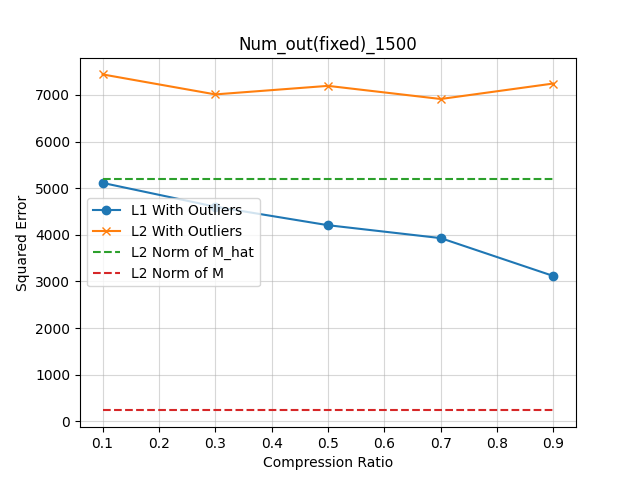 Num_out(fixed)_1500
Squared Error
7000
6000
5000
4000
3000
2000
1000
0
L1 With Outliers
L2 With Outliers
L2 Norm of M_hat
L2 Norm of M
0.1 0.2 0.3 0.4 0.5 0.6 0.7 0.8 0.9
Compression Ratio